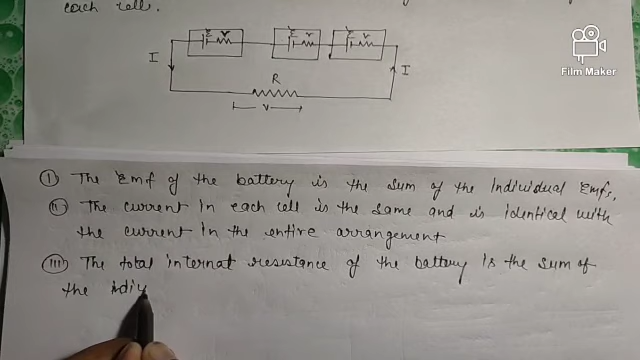 each cell.
ε r ε r ε r
I I
R
V
Film Maker
(I) The Emf of the battery is the sum of the individual Emfs.
(II) The current in each cell is the same and is identical with
the current in the entire arrangement
(III) The total internal resistance of the battery is the sum of
the indiv